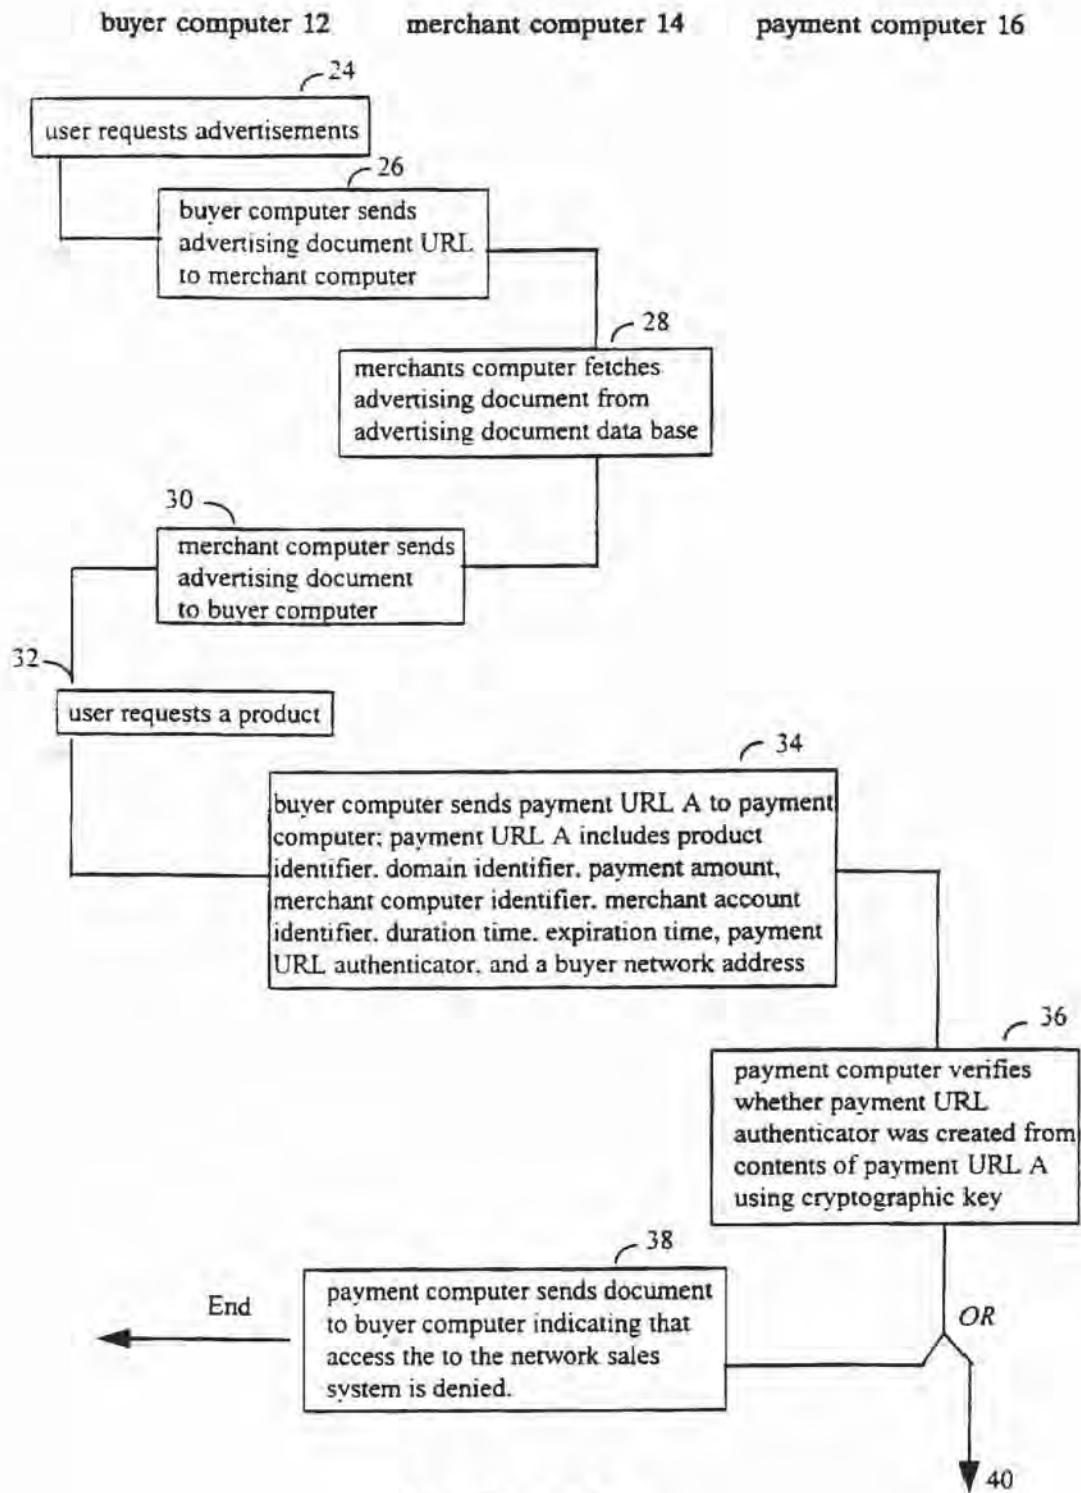 buyer computer 12 merchant computer 14 payment computer 16
24
user requests advertisements
26
buyer computer sends
advertising document URL
to merchant computer
28
merchants computer fetches
advertising document from
advertising document data base
30
merchant computer sends
advertising document
to buyer computer
32
user requests a product
34
buyer computer sends payment URL A to payment
computer; payment URL A includes product
identifier, domain identifier, payment amount,
merchant computer identifier, merchant account
identifier, duration time, expiration time, payment
URL authenticator, and a buyer network address
36
payment computer verifies
whether payment URL
authenticator was created from
contents of payment URL A
using cryptographic key
38
payment computer sends document
to buyer computer indicating that
access the to the network sales
system is denied.
End
OR
40